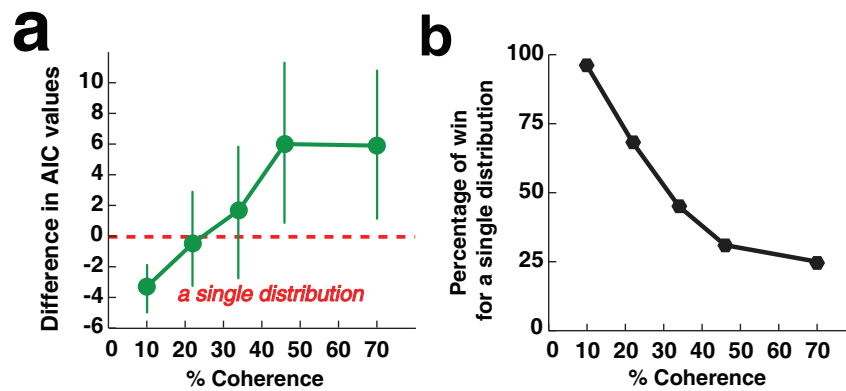 a
Difference in AIC values
10
8
6
4
2
0
-2
-4
-6
a single distribution
0 10 20 30 40 50 60 70
% Coherence
b
Percentage of win
for a single distribution
100
75
50
25
0
0 10 20 30 40 50 60 70
% Coherence